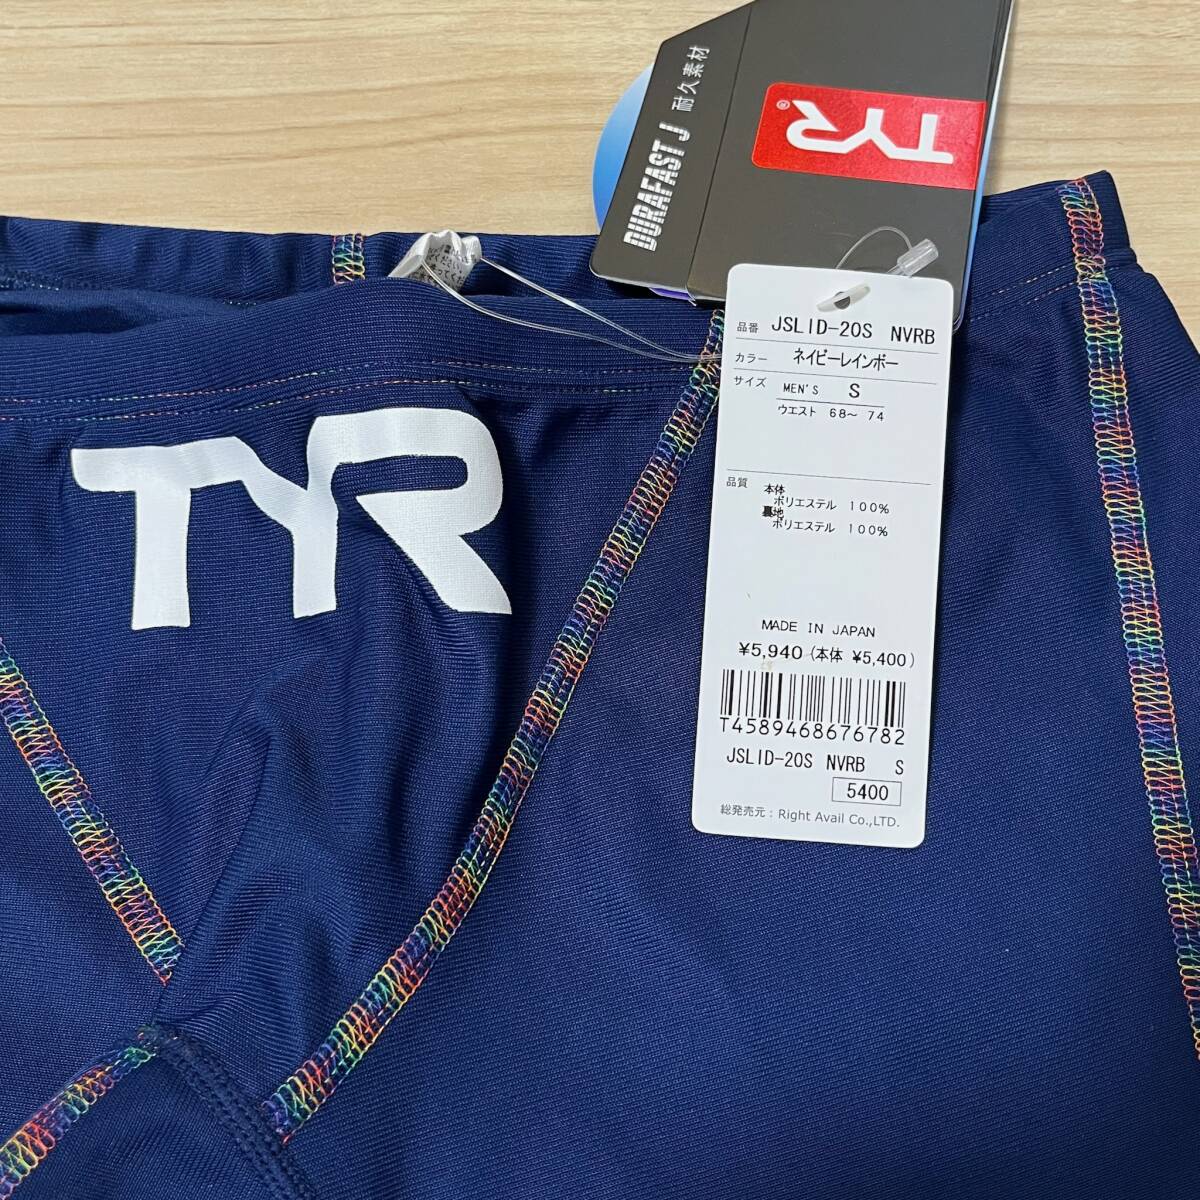 TYR
DURAFAST J 耐久素材
TYR®
品番 JSLID-20S NVRB
カラー ネイビーレインボー
サイズ MEN'S S
ウエスト 68～ 74
品質 本体
ポリエステル 100%
裏地
ポリエステル 100%
MADE IN JAPAN
¥5,940 (本体 ¥5,400)
T4589468676782
JSLID-20S NVRB S
5400
総発売元：Right Avail Co.,LTD.